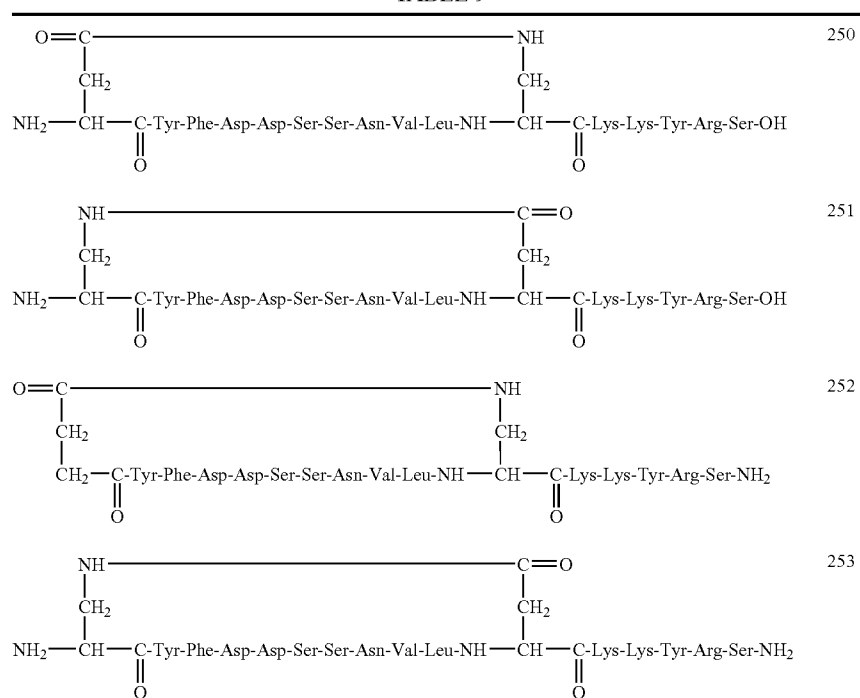 O=C NH 250
CH₂ CH₂
NH₂—CH—C-Tyr-Phe-Asp-Asp-Ser-Ser-Asn-Val-Leu-NH—CH—C-Lys-Lys-Tyr-Arg-Ser-OH
O O
NH C=O 251
CH₂ CH₂
NH₂—CH—C-Tyr-Phe-Asp-Asp-Ser-Ser-Asn-Val-Leu-NH—CH—C-Lys-Lys-Tyr-Arg-Ser-OH
O O
O=C NH 252
CH₂ CH₂
CH₂—C-Tyr-Phe-Asp-Asp-Ser-Ser-Asn-Val-Leu-NH—CH—C-Lys-Lys-Tyr-Arg-Ser-NH₂
O O
NH C=O 253
CH₂ CH₂
NH₂—CH—C-Tyr-Phe-Asp-Asp-Ser-Ser-Asn-Val-Leu-NH—CH—C-Lys-Lys-Tyr-Arg-Ser-NH₂
O O